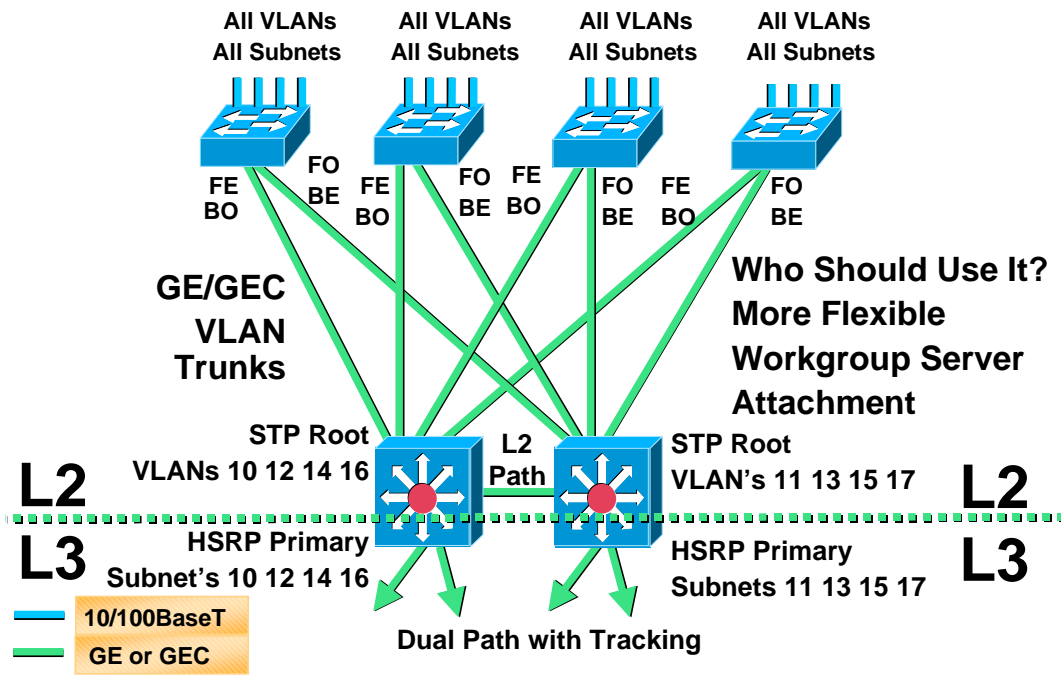 All VLANs
All Subnets
All VLANs
All Subnets
All VLANs
All Subnets
All VLANs
All Subnets
FE
BO
FO
BE
FE
BO
FO
BE
FE
BO
FO
BE
FE
BO
FO
BE
GE/GEC
VLAN
Trunks
Who Should Use It?
More Flexible
Workgroup Server
Attachment
STP Root
VLANs 10 12 14 16
L2
Path
STP Root
VLAN's 11 13 15 17
L2
L2
L3
L3
HSRP Primary
Subnet's 10 12 14 16
HSRP Primary
Subnets 11 13 15 17
10/100BaseT
GE or GEC
Dual Path with Tracking